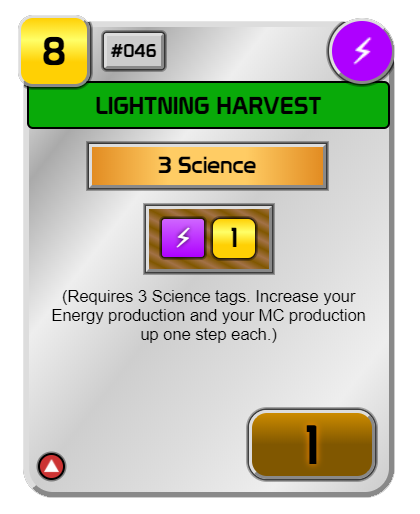 8
#046
LIGHTNING HARVEST
3 Science
1
(Requires 3 Science tags. Increase your
Energy production and your MC production
up one step each.)
1